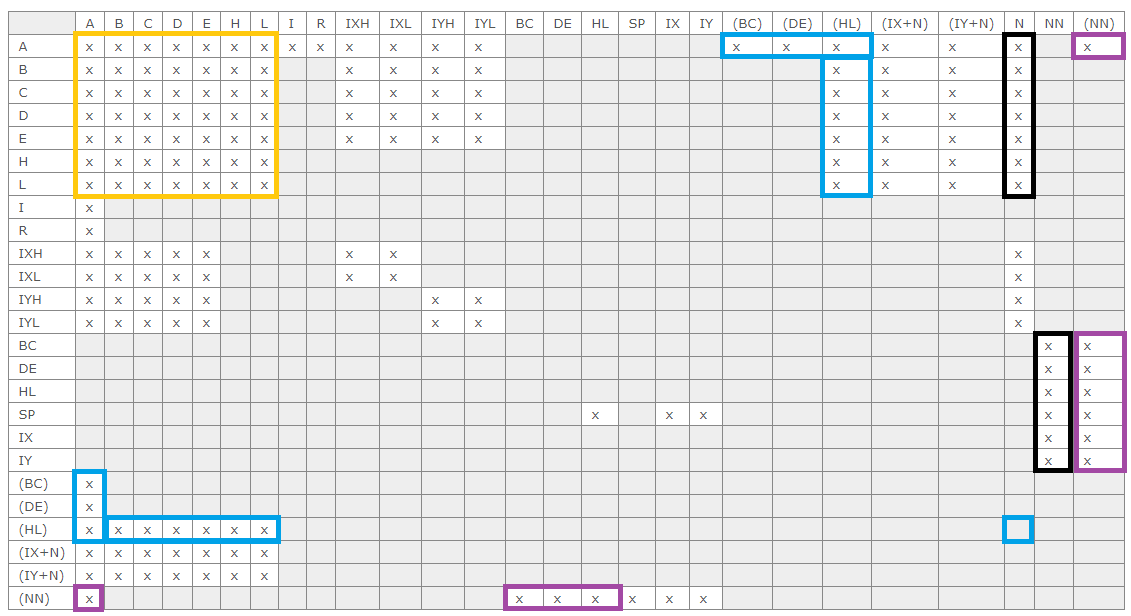 A B C D E H L I R IXH IXL IYH IYL BC DE HL SP IX IY (BC) (DE) (HL) (IX+N) (IY+N) N NN (NN)
A x x x x x x x x x x x x x x x x x x x x
B x x x x x x x x x x x x x x x
C x x x x x x x x x x x x x x x
D x x x x x x x x x x x x x x x
E x x x x x x x x x x x x x x x
H x x x x x x x x x x x
L x x x x x x x x x x x
I x
R x
IXH x x x x x x x x
IXL x x x x x x x x
IYH x x x x x x x x
IYL x x x x x x x x
BC x x
DE x x
HL x x
SP x x x x x
IX x x
IY x x
(BC) x
(DE) x
(HL) x x x x x x x
(IX+N) x x x x x x x
(IY+N) x x x x x x x
(NN) x x x x x x x